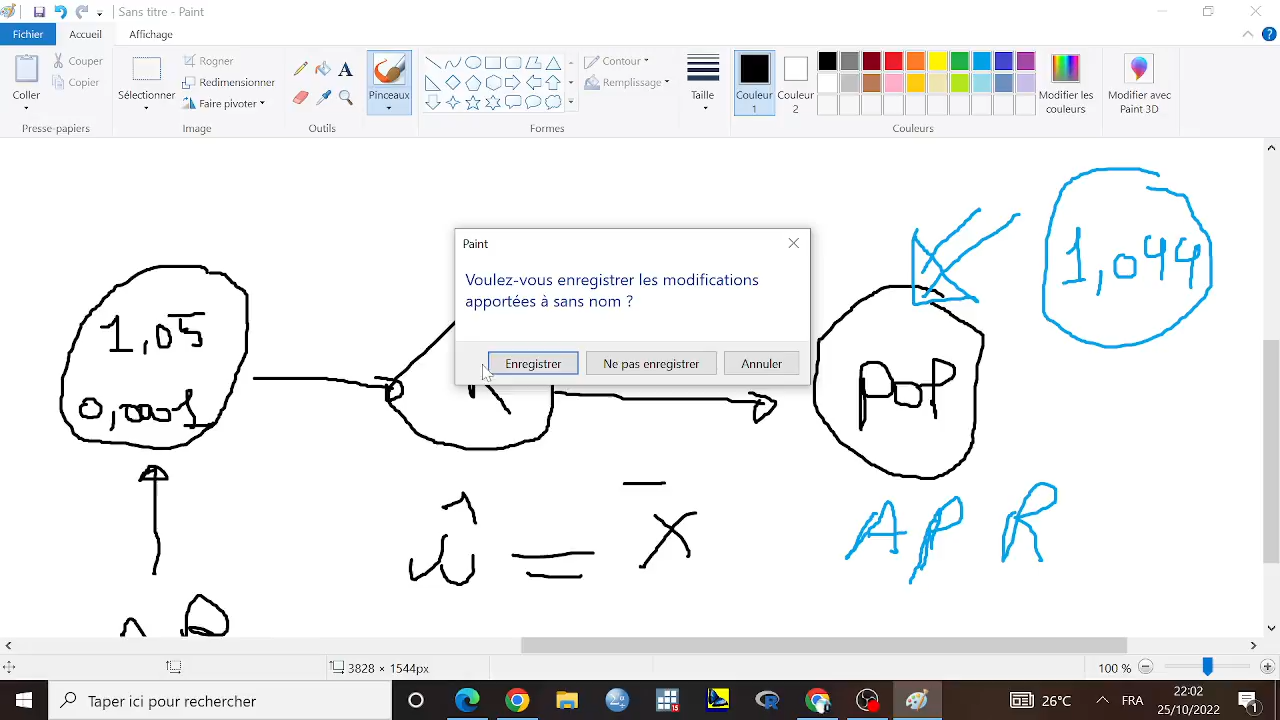 Sans titre - Paint
Fichier
Accueil
Affichage
Coller
Couper
Copier
Presse-papiers
Sélectionner
Rogner
Redimensionner
Faire pivoter
Image
Outils
Pinceaux
Contour
Remplissage
Formes
Taille
Couleur
1
Couleur
2
Couleurs
Modifier les
couleurs
Modifier avec
Paint 3D
1,044
Paint
Voulez-vous enregistrer les modifications
apportées à sans nom ?
Enregistrer
Ne pas enregistrer
Annuler
1,05
0,0001
pop
A P R
ŵ = X̄
3828 × 1544px
100 %
Taper ici pour rechercher
26°C
FRA
22:02
25/10/2022
1